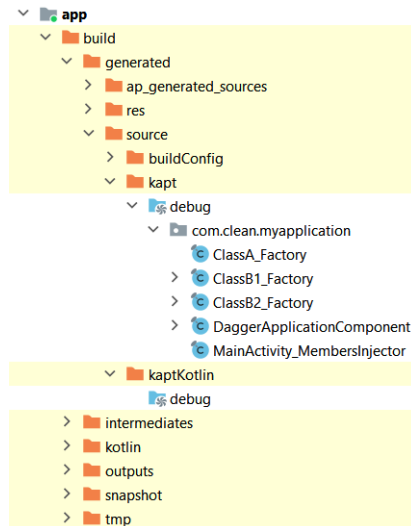 app
build
generated
ap_generated_sources
res
source
buildConfig
kapt
debug
com.clean.myapplication
ClassA_Factory
ClassB1_Factory
ClassB2_Factory
DaggerApplicationComponent
MainActivity_MembersInjector
kaptKotlin
debug
intermediates
kotlin
outputs
snapshot
tmp